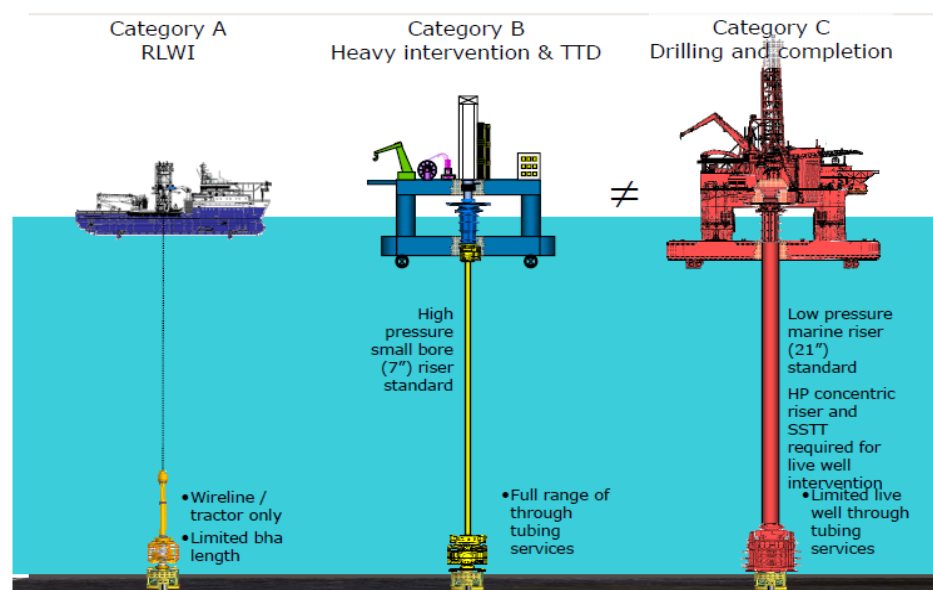 Category A
RLWI
Category B
Heavy intervention & TTD
Category C
Drilling and completion
≠
High
pressure
small bore
(7”) riser
standard
Low pressure
marine riser
(21”)
standard
HP concentric
riser and
SSTT
required for
live well
intervention
•Wireline /
tractor only
•Limited bha
length
•Full range of
through
tubing
services
•Limited live
well through
tubing
services